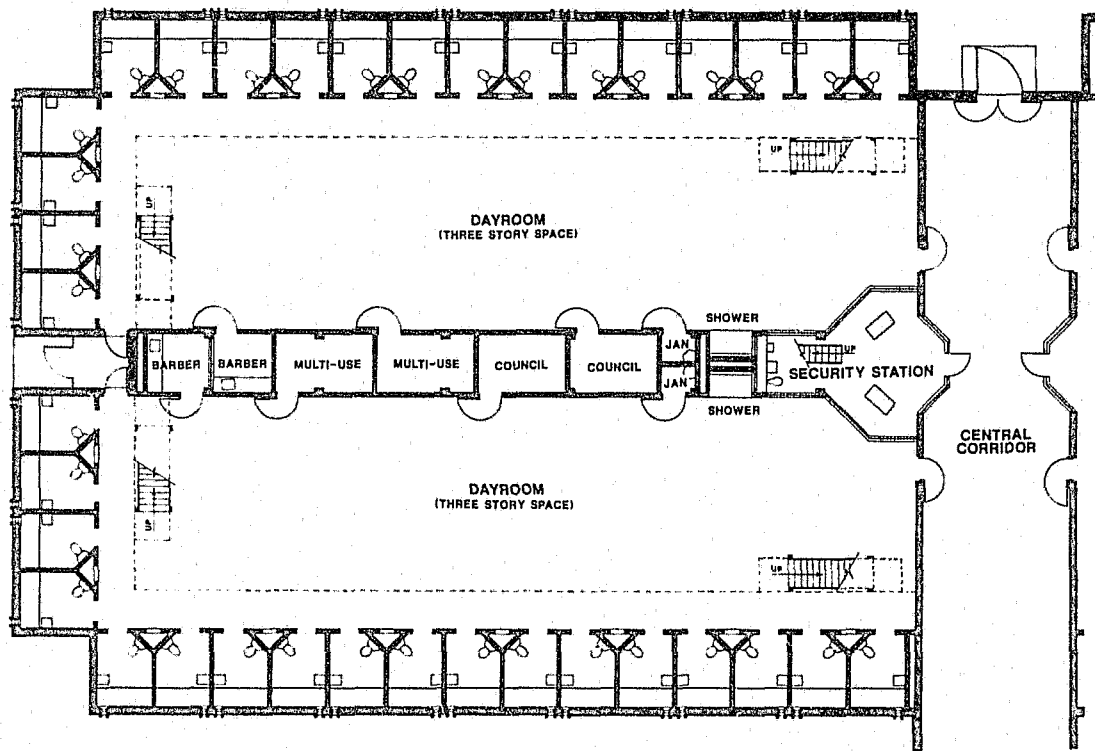 UP
UP
DAYROOM
(THREE STORY SPACE)
SHOWER
BARBER
BARBER
MULTI-USE
MULTI-USE
COUNCIL
COUNCIL
JAN
JAN
UP
SECURITY STATION
SHOWER
CENTRAL
CORRIDOR
DAYROOM
(THREE STORY SPACE)
UP
UP